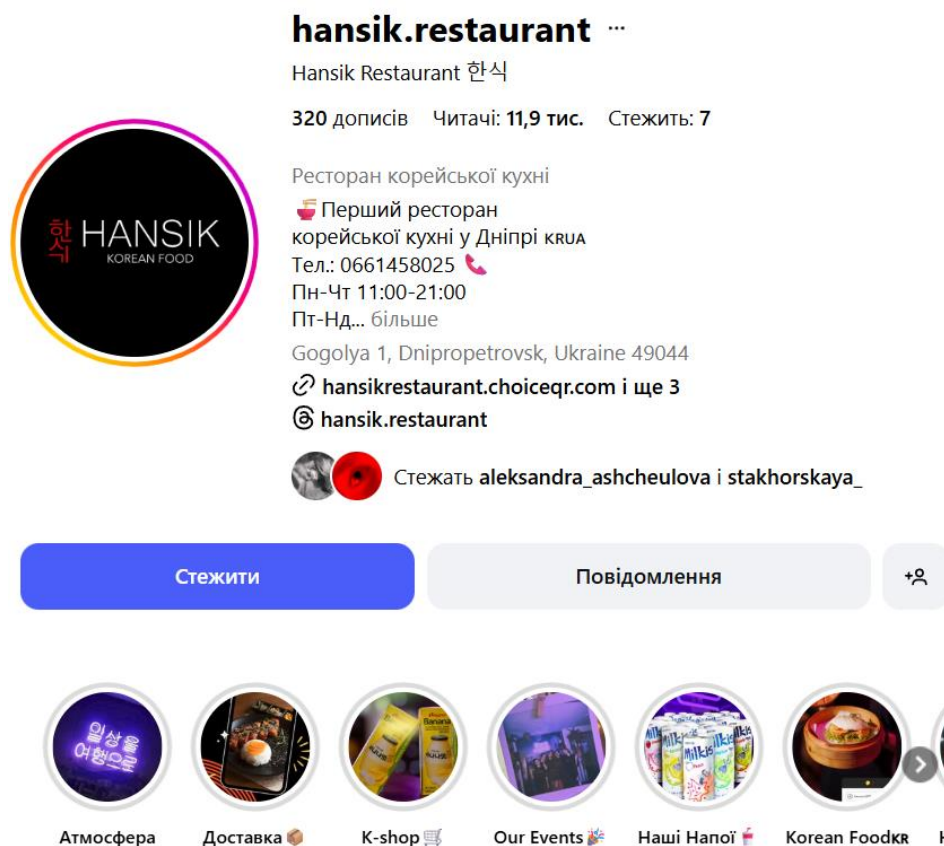 hansik.restaurant ...
Hansik Restaurant 한식
320 дописів Читачі: 11,9 тис. Стежить: 7
Ресторан корейської кухні
🍜Перший ресторан
корейської кухні у Дніпрі KRUA
Тел.: 0661458025 📞
Пн-Чт 11:00-21:00
Пт-Нд... більше
Gogolya 1, Dnipropetrovsk, Ukraine 49044
hansikrestaurant.choiceqr.com і ще 3
hansik.restaurant
Стежать aleksandra_ashcheulova і stakhorskaya_
한식 HANSIK
KOREAN FOOD
Стежити Повідомлення
일상을
여행으로
Banana
Milkis
Атмосфера Доставка📦 K-shop🛒 Our Events🎉 Наші Напої🥤 Korean FoodKR